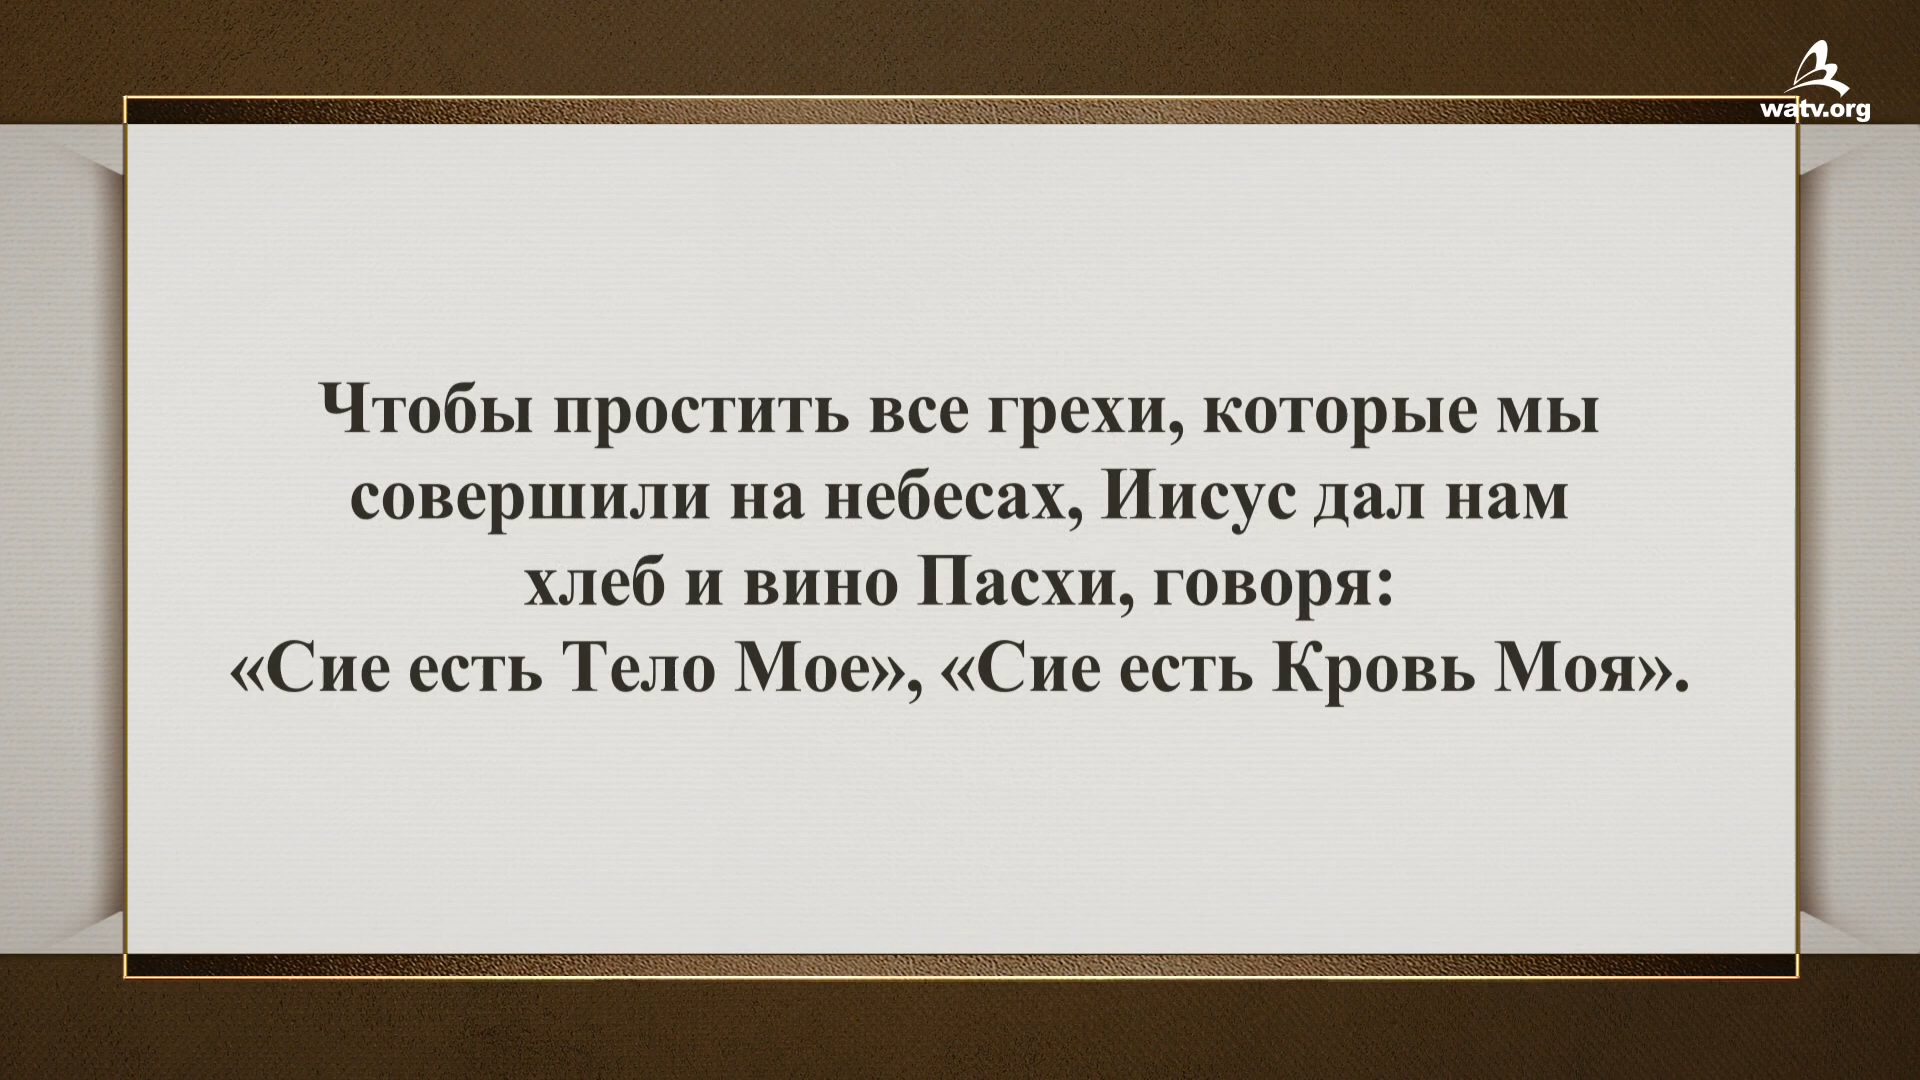 watv.org
Чтобы простить все грехи, которые мы
совершили на небесах, Иисус дал нам
хлеб и вино Пасхи, говоря:
«Сие есть Тело Мое», «Сие есть Кровь Моя».